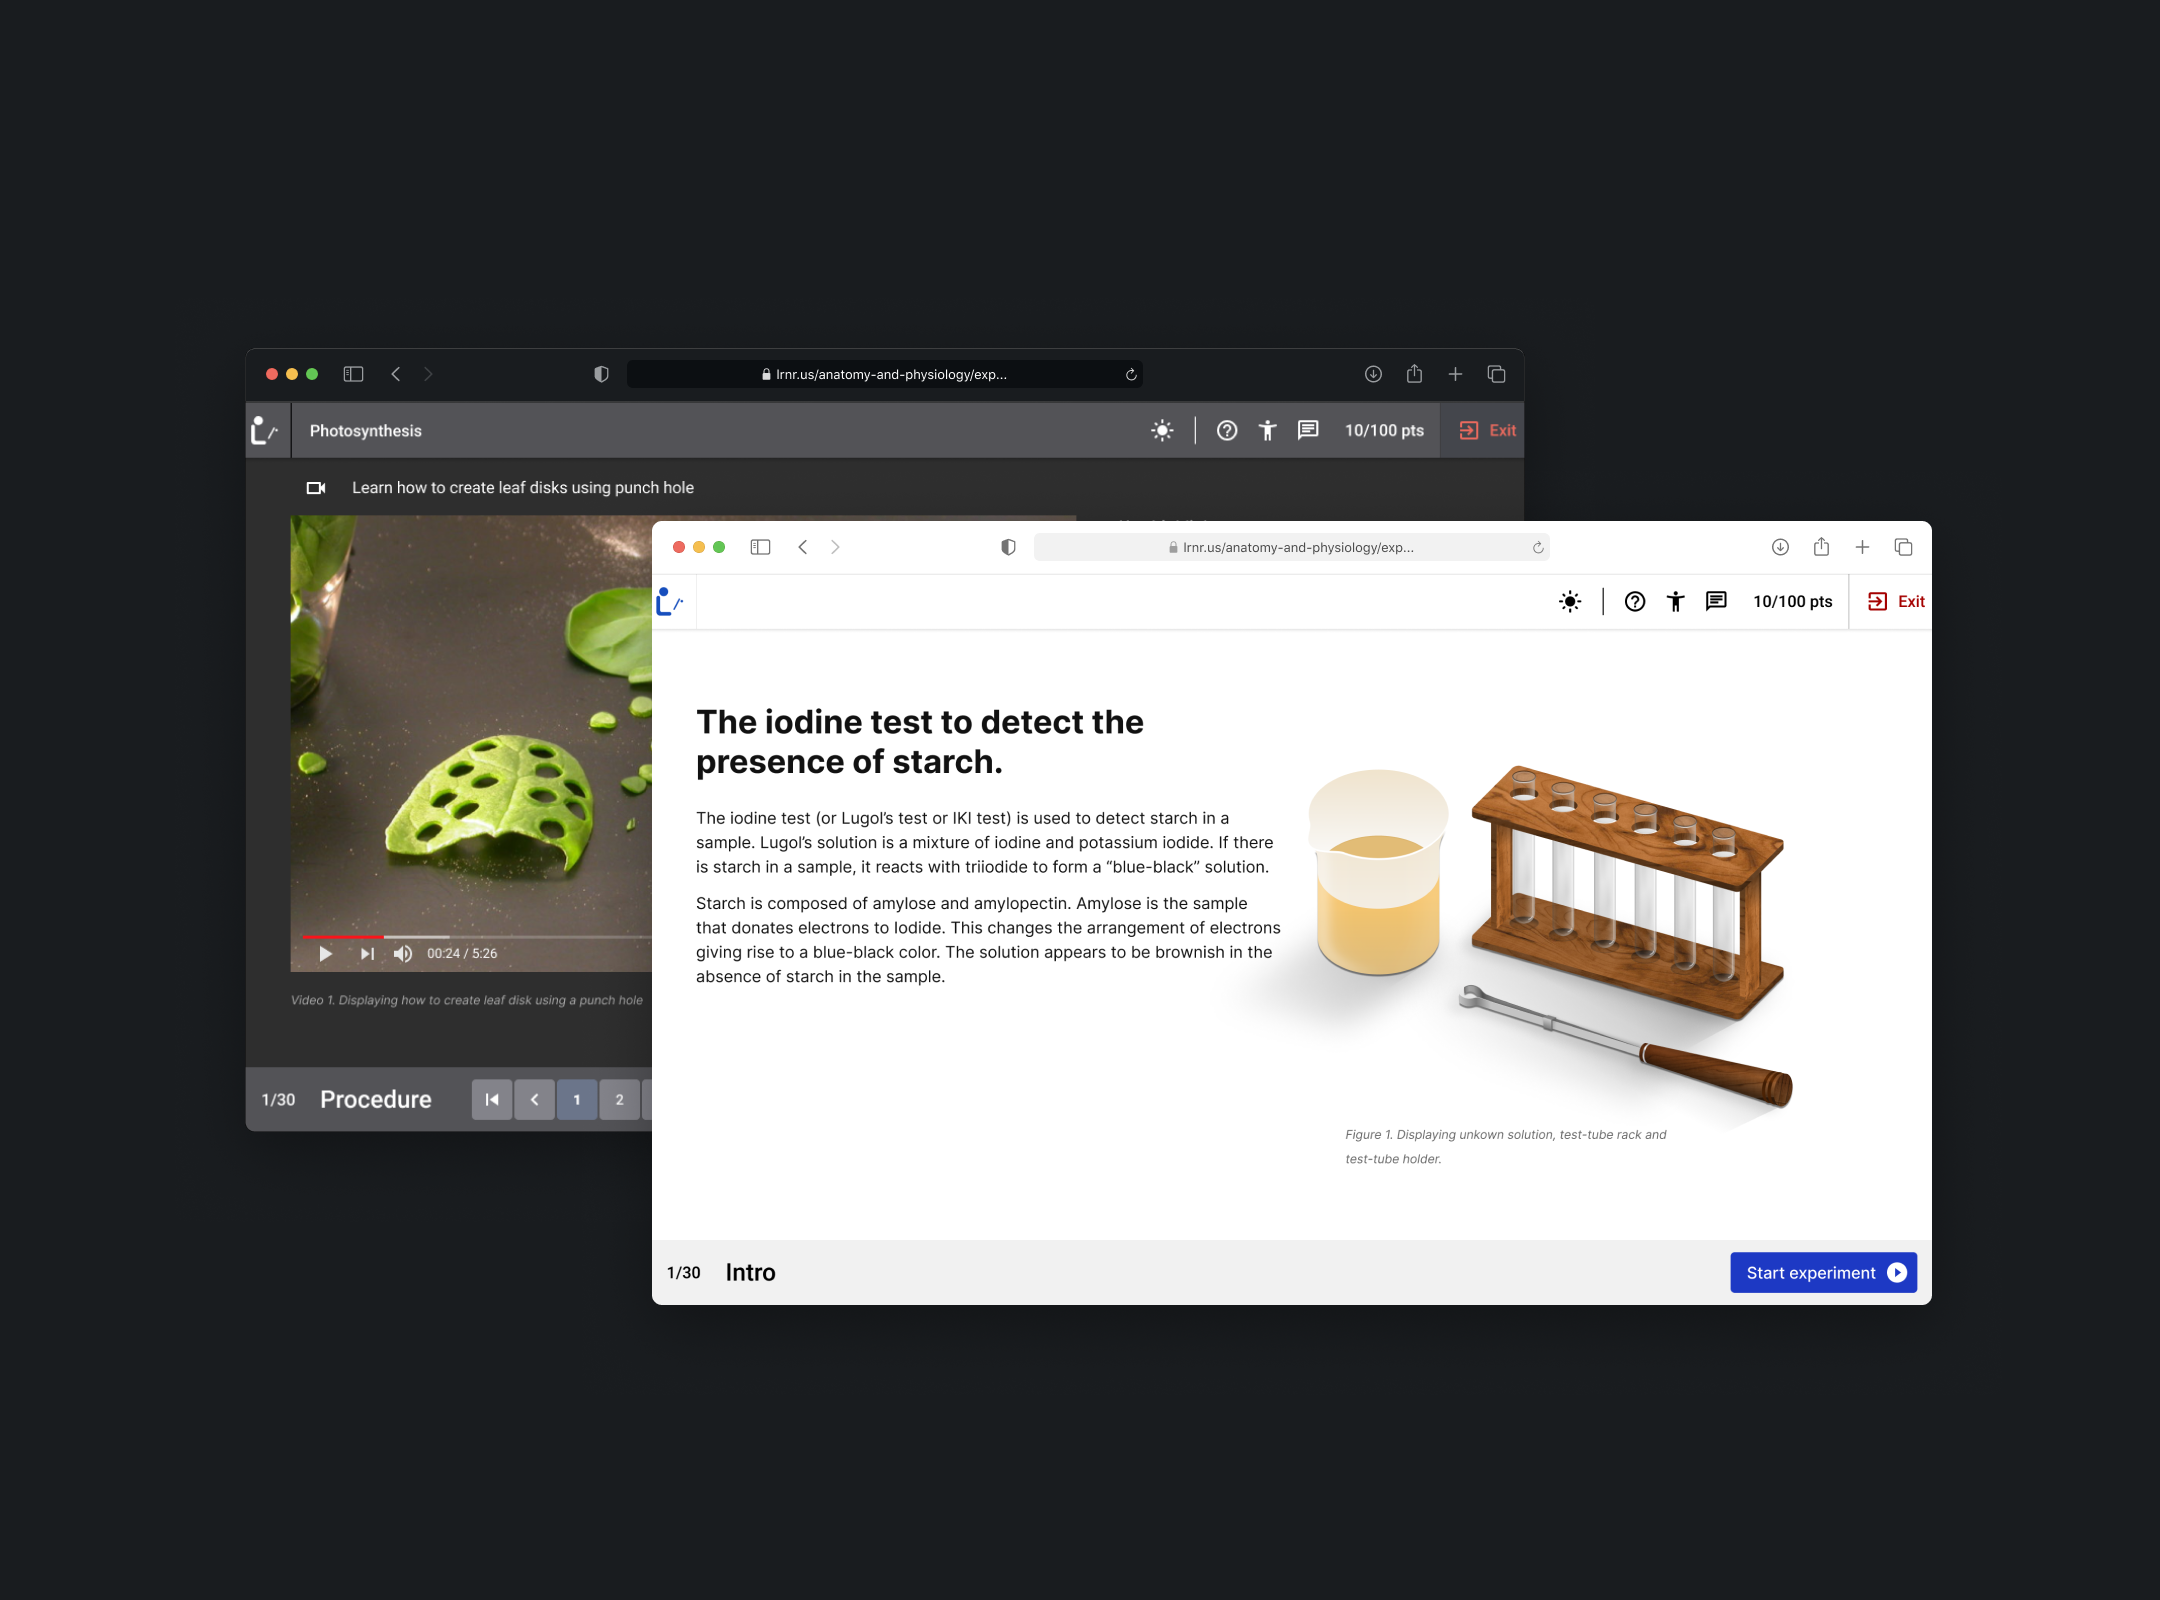 lrnr.us/anatomy-and-physiology/exp...
Photosynthesis
10/100 pts
Exit
Learn how to create leaf disks using punch hole
00:24 / 5:26
Video 1. Displaying how to create leaf disk using a punch hole
1/30
Procedure
1
2
lrnr.us/anatomy-and-physiology/exp...
10/100 pts
Exit
The iodine test to detect the
presence of starch.
The iodine test (or Lugol’s test or IKI test) is used to detect starch in a
sample. Lugol’s solution is a mixture of iodine and potassium iodide. If there
is starch in a sample, it reacts with triiodide to form a “blue-black” solution.
Starch is composed of amylose and amylopectin. Amylose is the sample
that donates electrons to Iodide. This changes the arrangement of electrons
giving rise to a blue-black color. The solution appears to be brownish in the
absence of starch in the sample.
Figure 1. Displaying unkown solution, test-tube rack and
test-tube holder.
1/30
Intro
Start experiment